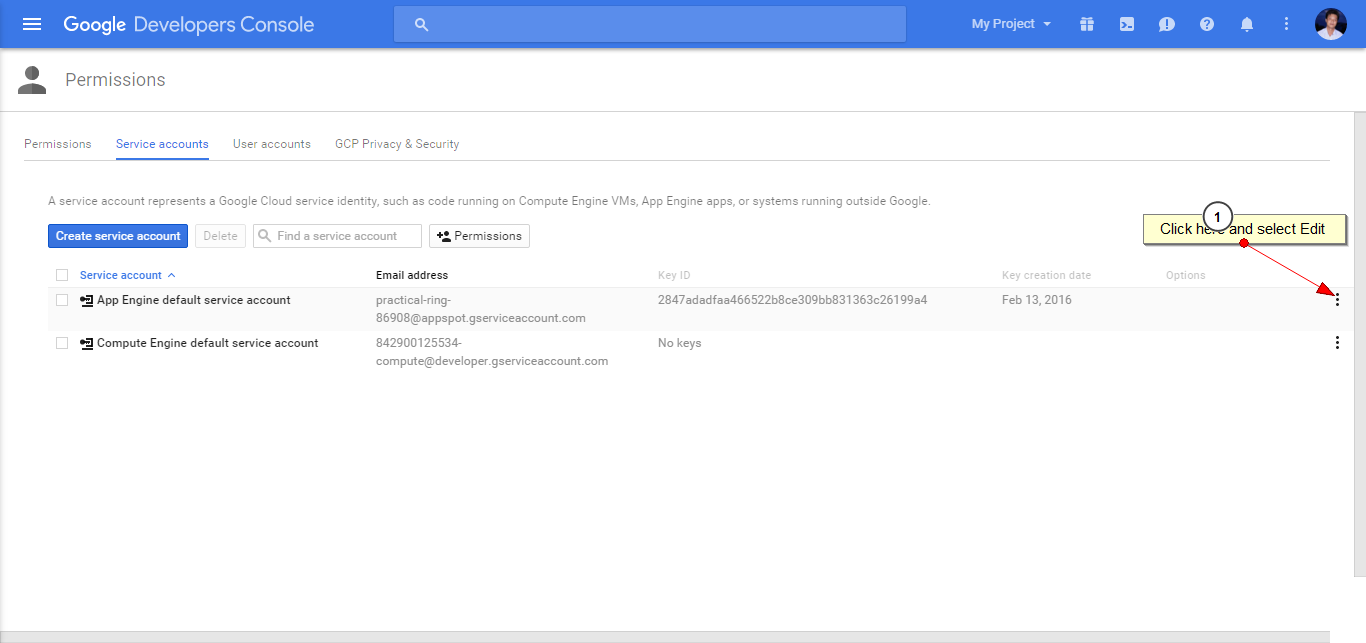 Google Developers Console
My Project
Permissions
Permissions Service accounts User accounts GCP Privacy & Security
A service account represents a Google Cloud service identity, such as code running on Compute Engine VMs, App Engine apps, or systems running outside Google.
1
Create service account Delete Find a service account Permissions
Click here and select Edit
Service account Email address Key ID Key creation date Options
App Engine default service account practical-ring- 2847adadfaa466522b8ce309bb831363c26199a4 Feb 13, 2016
86908@appspot.gserviceaccount.com
Compute Engine default service account 842900125534- No keys
compute@developer.gserviceaccount.com